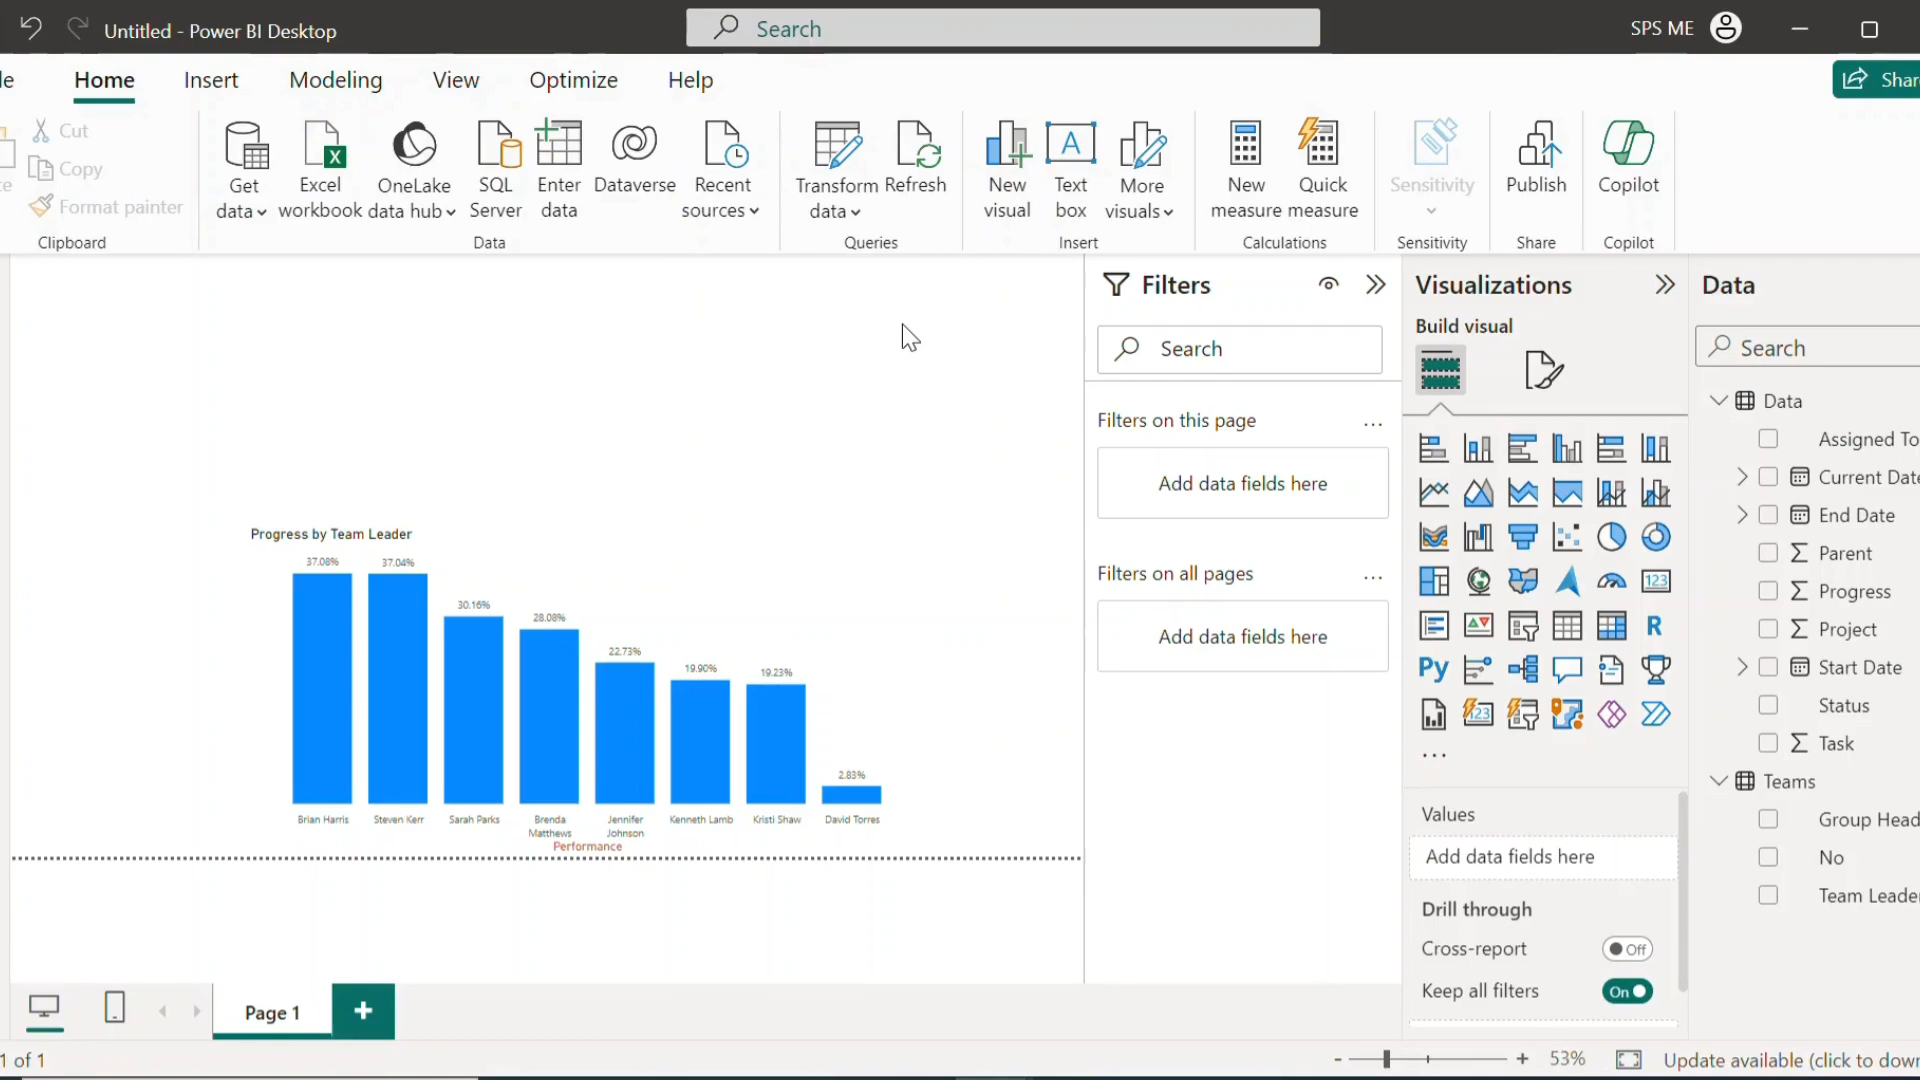 Untitled - Power BI Desktop
Search
SPS ME
le
Home
Insert
Modeling
View
Optimize
Help
Shar
Cut
Copy
Format painter
Clipboard
Get data
Excel workbook
OneLake data hub
SQL Server
Enter data
Dataverse
Recent sources
Data
Transform data
Refresh
Queries
New visual
A
Text box
More visuals
Insert
New measure
Quick measure
Calculations
Sensitivity
Sensitivity
Publish
Share
Copilot
Copilot
Progress by Team Leader
37.08%
37.04%
30.16%
28.08%
22.73%
19.90%
19.23%
2.83%
Brian Harris
Steven Kerr
Sarah Parks
Brenda Matthews
Jennifer Johnson
Kenneth Lamb
Kristi Shaw
David Torres
Performance
Filters
Search
Filters on this page
...
Add data fields here
Filters on all pages
...
Add data fields here
Visualizations
Build visual
123
R
Py
123
...
Values
Add data fields here
Drill through
Cross-report
Off
Keep all filters
On
Data
Search
Data
Assigned To
Current Date
End Date
Σ Parent
Σ Progress
Σ Project
Start Date
Status
Σ Task
Teams
Group Head
No
Team Leader
Page 1
+
1 of 1
- + 53%
Update available (click to down